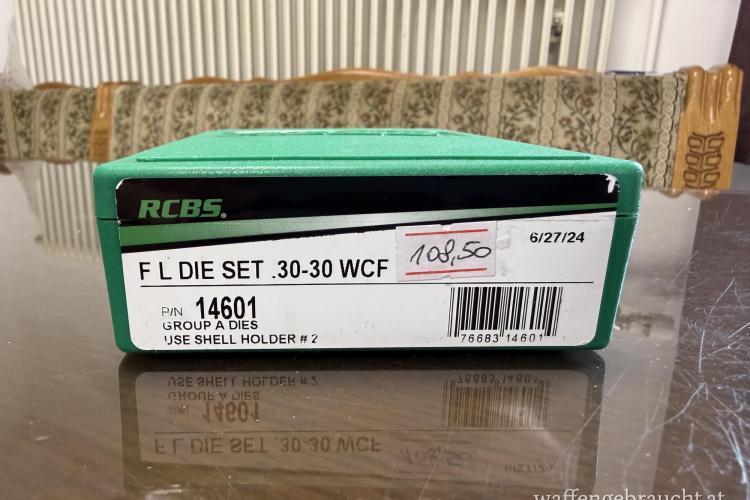 RCBS®
108,50
6/27/24
F L DIE SET .30-30 WCF
P/N 14601
GROUP A DIES
USE SHELL HOLDER # 2
76683 14601
waffengebraucht.at